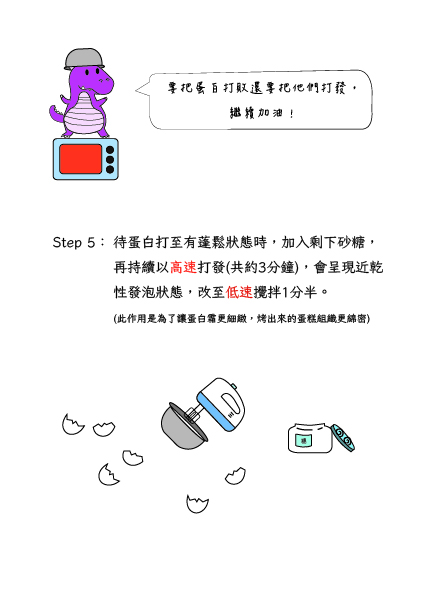 要把蛋白打敗還要把他們打發，
繼續加油！
Step 5： 待蛋白打至有蓬鬆狀態時，加入剩下砂糖，
再持續以高速打發(共約3分鐘)，會呈現近乾
性發泡狀態，改至低速攪拌1分半。
(此作用是為了讓蛋白霜更細緻，烤出來的蛋糕組織更綿密)
糖